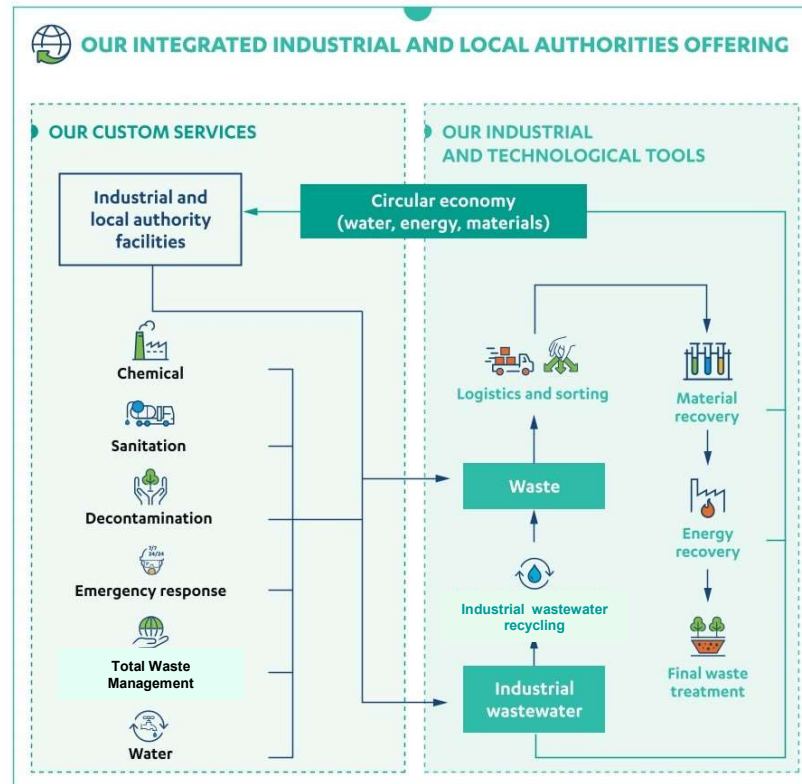 OUR INTEGRATED INDUSTRIAL AND LOCAL AUTHORITIES OFFERING
OUR CUSTOM SERVICES
Industrial and
local authority
facilities
Chemical
Sanitation
Decontamination
7/7
24/24
Emergency response
Total Waste
Management
Water
OUR INDUSTRIAL
AND TECHNOLOGICAL TOOLS
Circular economy
(water, energy, materials)
Logistics and sorting
Waste
Industrial wastewater
recycling
Industrial
wastewater
Material
recovery
Energy
recovery
Final waste
treatment